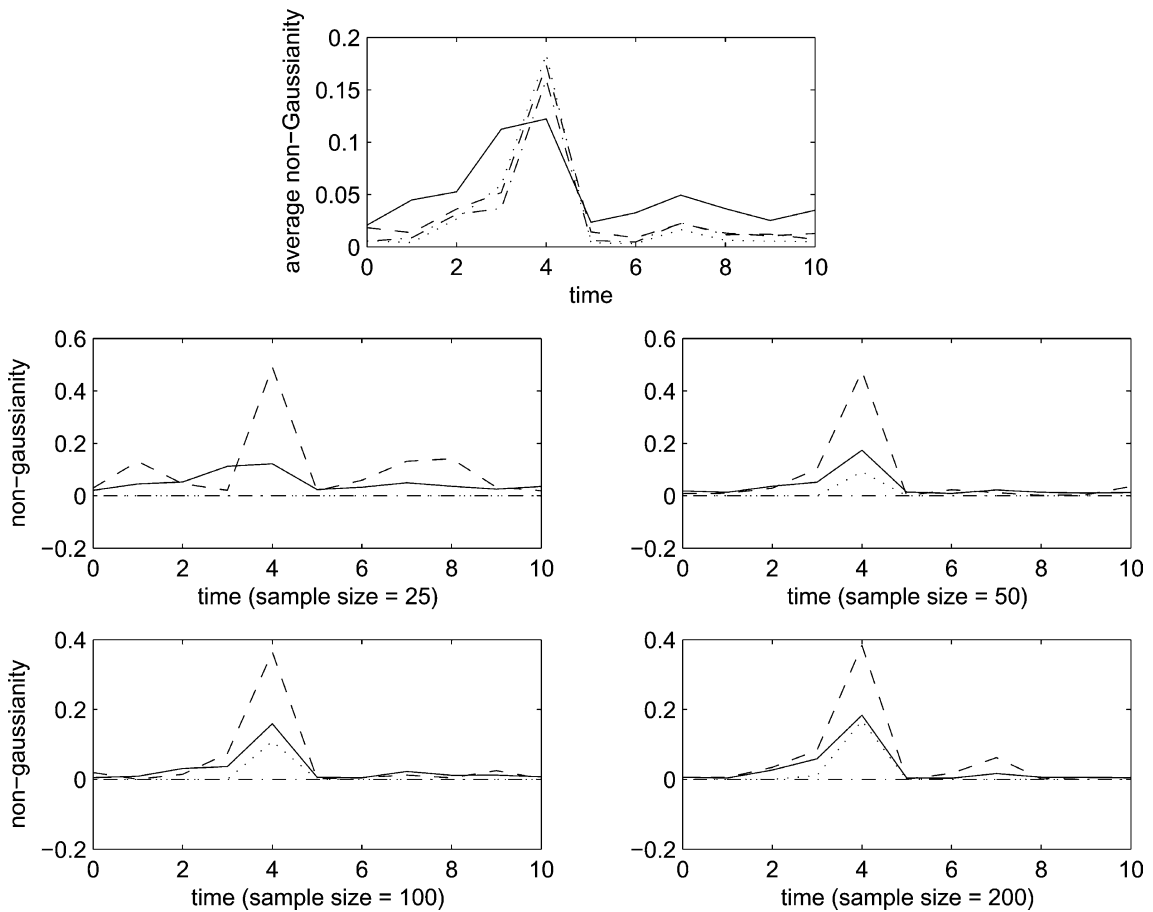 average non-Gaussianity
0.2
0.15
0.1
0.05
0
0 2 4 6 8 10
time
non-gaussianity
0.6
0.4
0.2
0
−0.2
0 2 4 6 8 10
time (sample size = 25)
0.6
0.4
0.2
0
−0.2
0 2 4 6 8 10
time (sample size = 50)
non-gaussianity
0.4
0.2
0
−0.2
0 2 4 6 8 10
time (sample size = 100)
0.4
0.2
0
−0.2
0 2 4 6 8 10
time (sample size = 200)